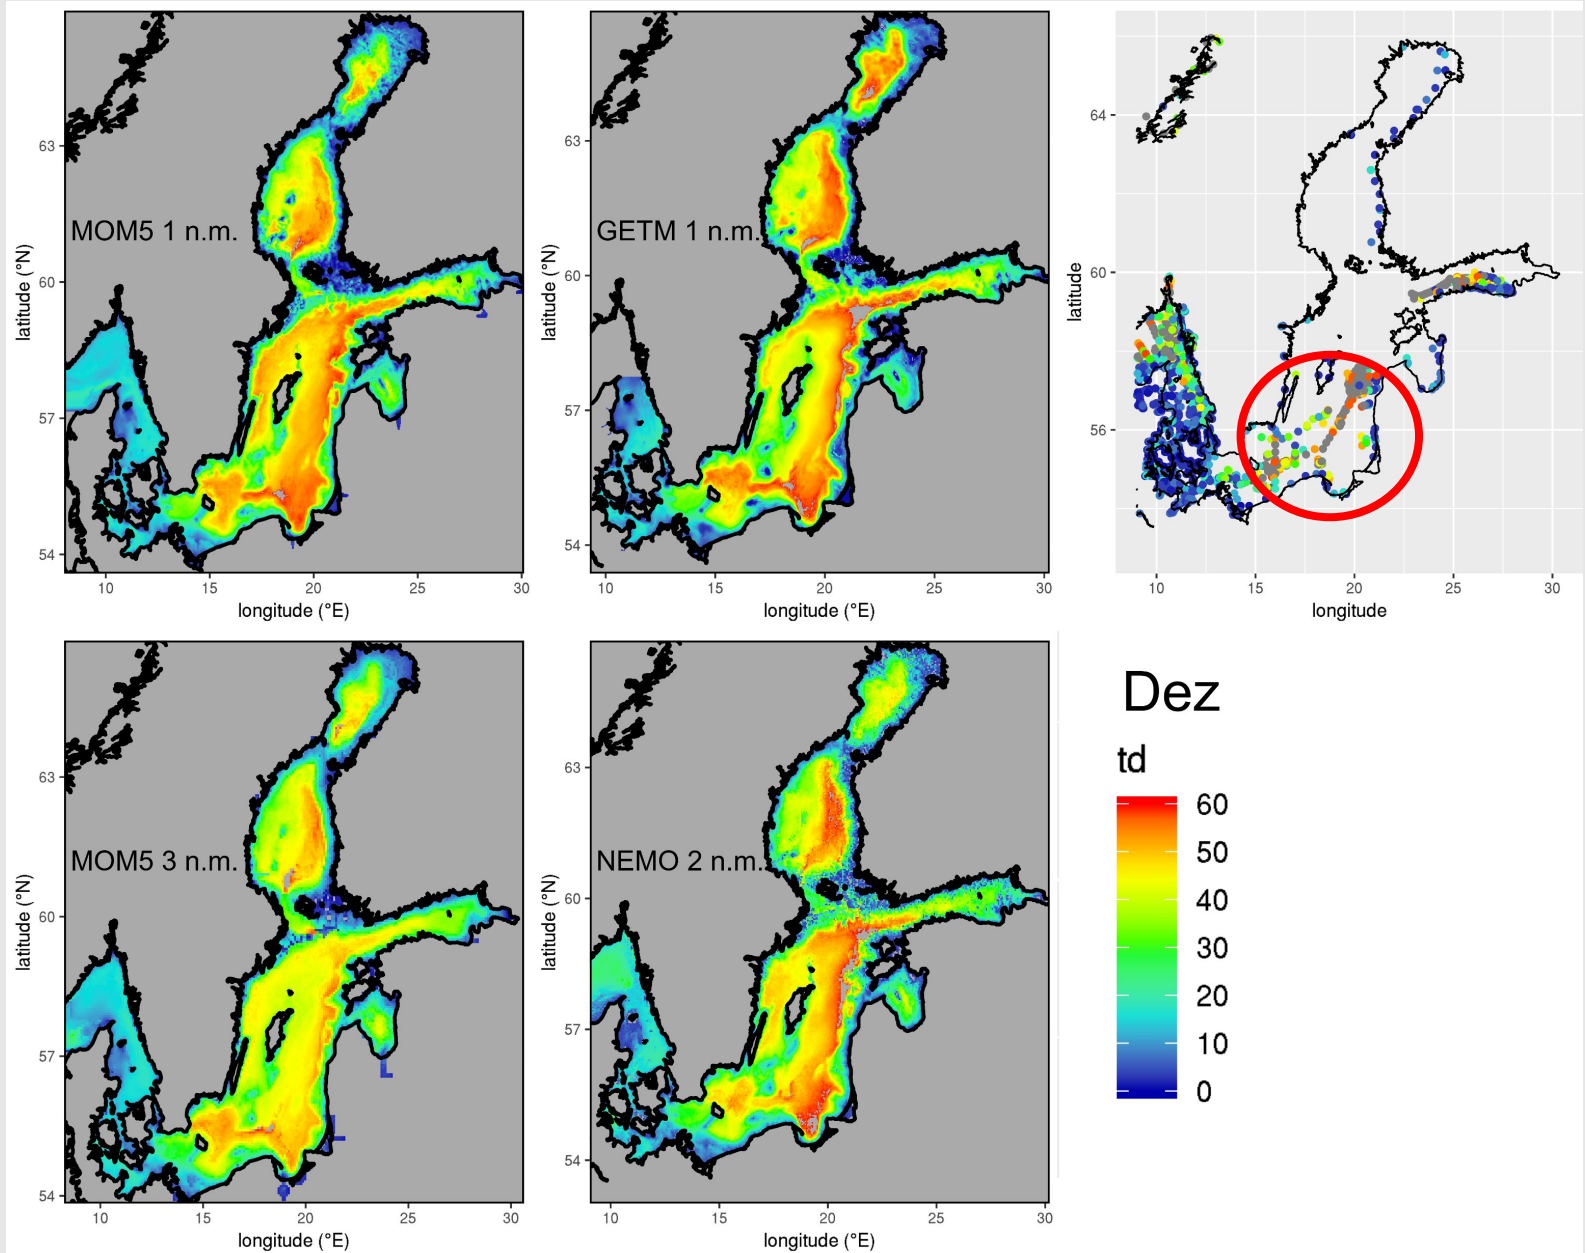 MOM5 1 n.m.
latitude (°N)
63
60
57
54
10 15 20 25 30
longitude (°E)
GETM 1 n.m.
latitude (°N)
63
60
57
54
10 15 20 25 30
longitude (°E)
latitude
64
60
56
10 15 20 25 30
longitude
MOM5 3 n.m.
latitude (°N)
63
60
57
54
10 15 20 25 30
longitude (°E)
NEMO 2 n.m.
latitude (°N)
63
60
57
54
10 15 20 25 30
longitude (°E)
Dez
td
60
50
40
30
20
10
0